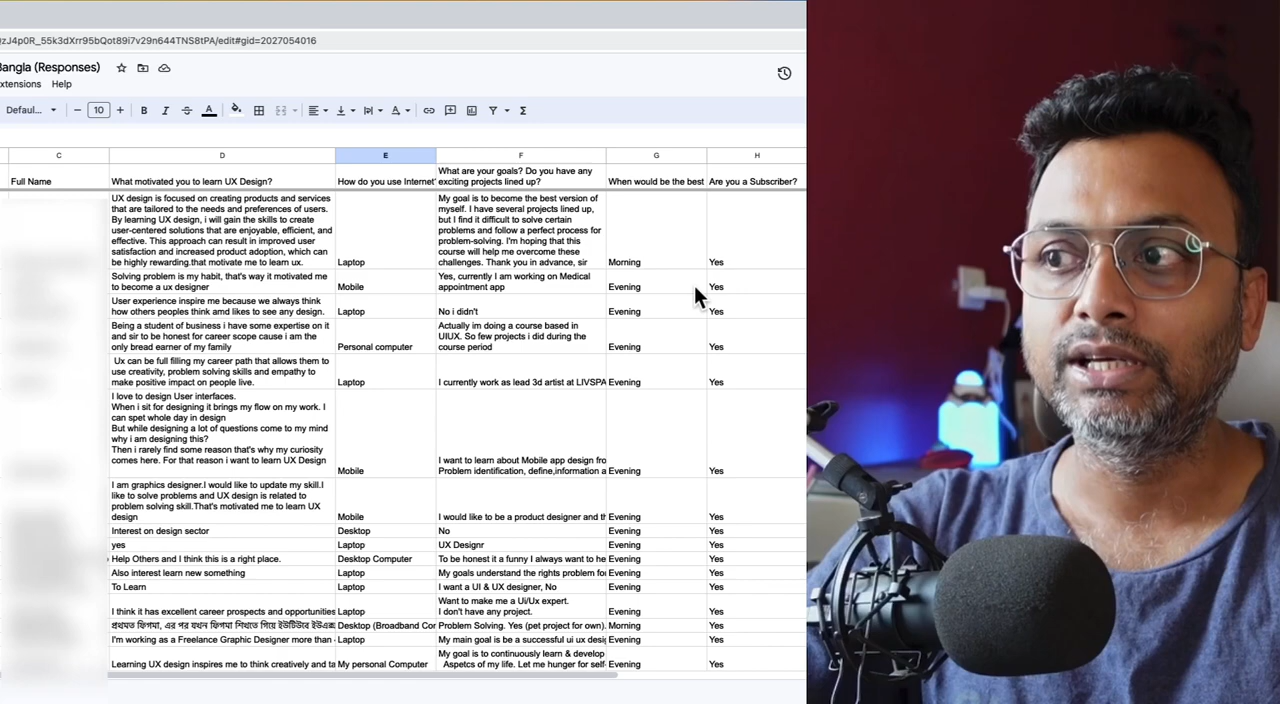 QzJ4p0R_55k3dXrr95bQot89i7v29n644TNS8tPA/edit#gid=2027054016
Bangla (Responses)
xtensions Help
Defaul... 10 B I S A Σ
C D E F G H
Full Name
What motivated you to learn UX Design?
How do you use Internet'
What are your goals? Do you have any
exciting projects lined up?
When would be the best
Are you a Subscriber?
UX design is focused on creating products and services
that are tailored to the needs and preferences of users.
By learning UX design, i will gain the skills to create
user-centered solutions that are enjoyable, efficient, and
effective. This approach can result in improved user
satisfaction and increased product adoption, which can
be highly rewarding.that motivate me to learn ux.
Laptop
My goal is to become the best version of
myself. I have several projects lined up,
but I find it difficult to solve certain
problems and follow a perfect process for
problem-solving. I'm hoping that this
course will help me overcome these
challenges. Thank you in advance, sir
Morning
Yes
Solving problem is my habit, that's way it motivated me
to become a ux designer
Mobile
Yes, currently I am working on Medical
appointment app
Evening
Yes
User experience inspire me because we always think
how others peoples think amd likes to see any design.
Laptop
No i didn't
Evening
Yes
Being a student of business i have some expertise on it
and sir to be honest for career scope cause i am the
only bread earner of my family
Personal computer
Actually im doing a course based in
UIUX. So few projects i did during the
course period
Evening
Yes
Ux can be full filling my career path that allows them to
use creativity, problem solving skills and empathy to
make positive impact on people live.
Laptop
I currently work as lead 3d artist at LIVSPA
Evening
Yes
I love to design User interfaces.
When i sit for designing it brings my flow on my work. I
can spet whole day in design
But while designing a lot of questions come to my mind
why i am designing this?
Then i rarely find some reason that's why my curiosity
comes here. For that reason i want to learn UX Design
Mobile
I want to learn about Mobile app design fro
Problem identification, define,information a
Evening
Yes
I am graphics designer.I would like to update my skill.I
like to solve problems and UX design is related to
problem solving skill.That's motivated me to learn UX
design
Mobile
I would like to be a product designer and th
Evening
Yes
Interest on design sector
Desktop
No
Evening
Yes
yes
Laptop
UX Designr
Evening
Yes
Help Others and I think this is a right place.
Desktop Computer
To be honest it a funny I always want to he
Evening
Yes
Also interest learn new something
Laptop
My goals understand the rights problem fo
Evening
Yes
To Learn
Laptop
I want a UI & UX designer, No
Evening
Yes
I think it has excellent career prospects and opportunities
Laptop
Want to make me a Ui/Ux expert.
I don't have any project.
Evening
Yes
প্রথমত ফিগমা, এর পর যখন ফিগমা শিখতে গিয়ে ইউটিউবে ইউএক্স
Desktop (Broadband Con
Problem Solving. Yes (pet project for own).
Morning
Yes
I'm working as a Freelance Graphic Designer more than
Laptop
My main goal is be a successful ui ux desig
Evening
Yes
Learning UX design inspires me to think creatively and ta
My personal Computer
My goal is to continuously learn & develop
Aspetcs of my life. Let me hunger for self-
Evening
Yes